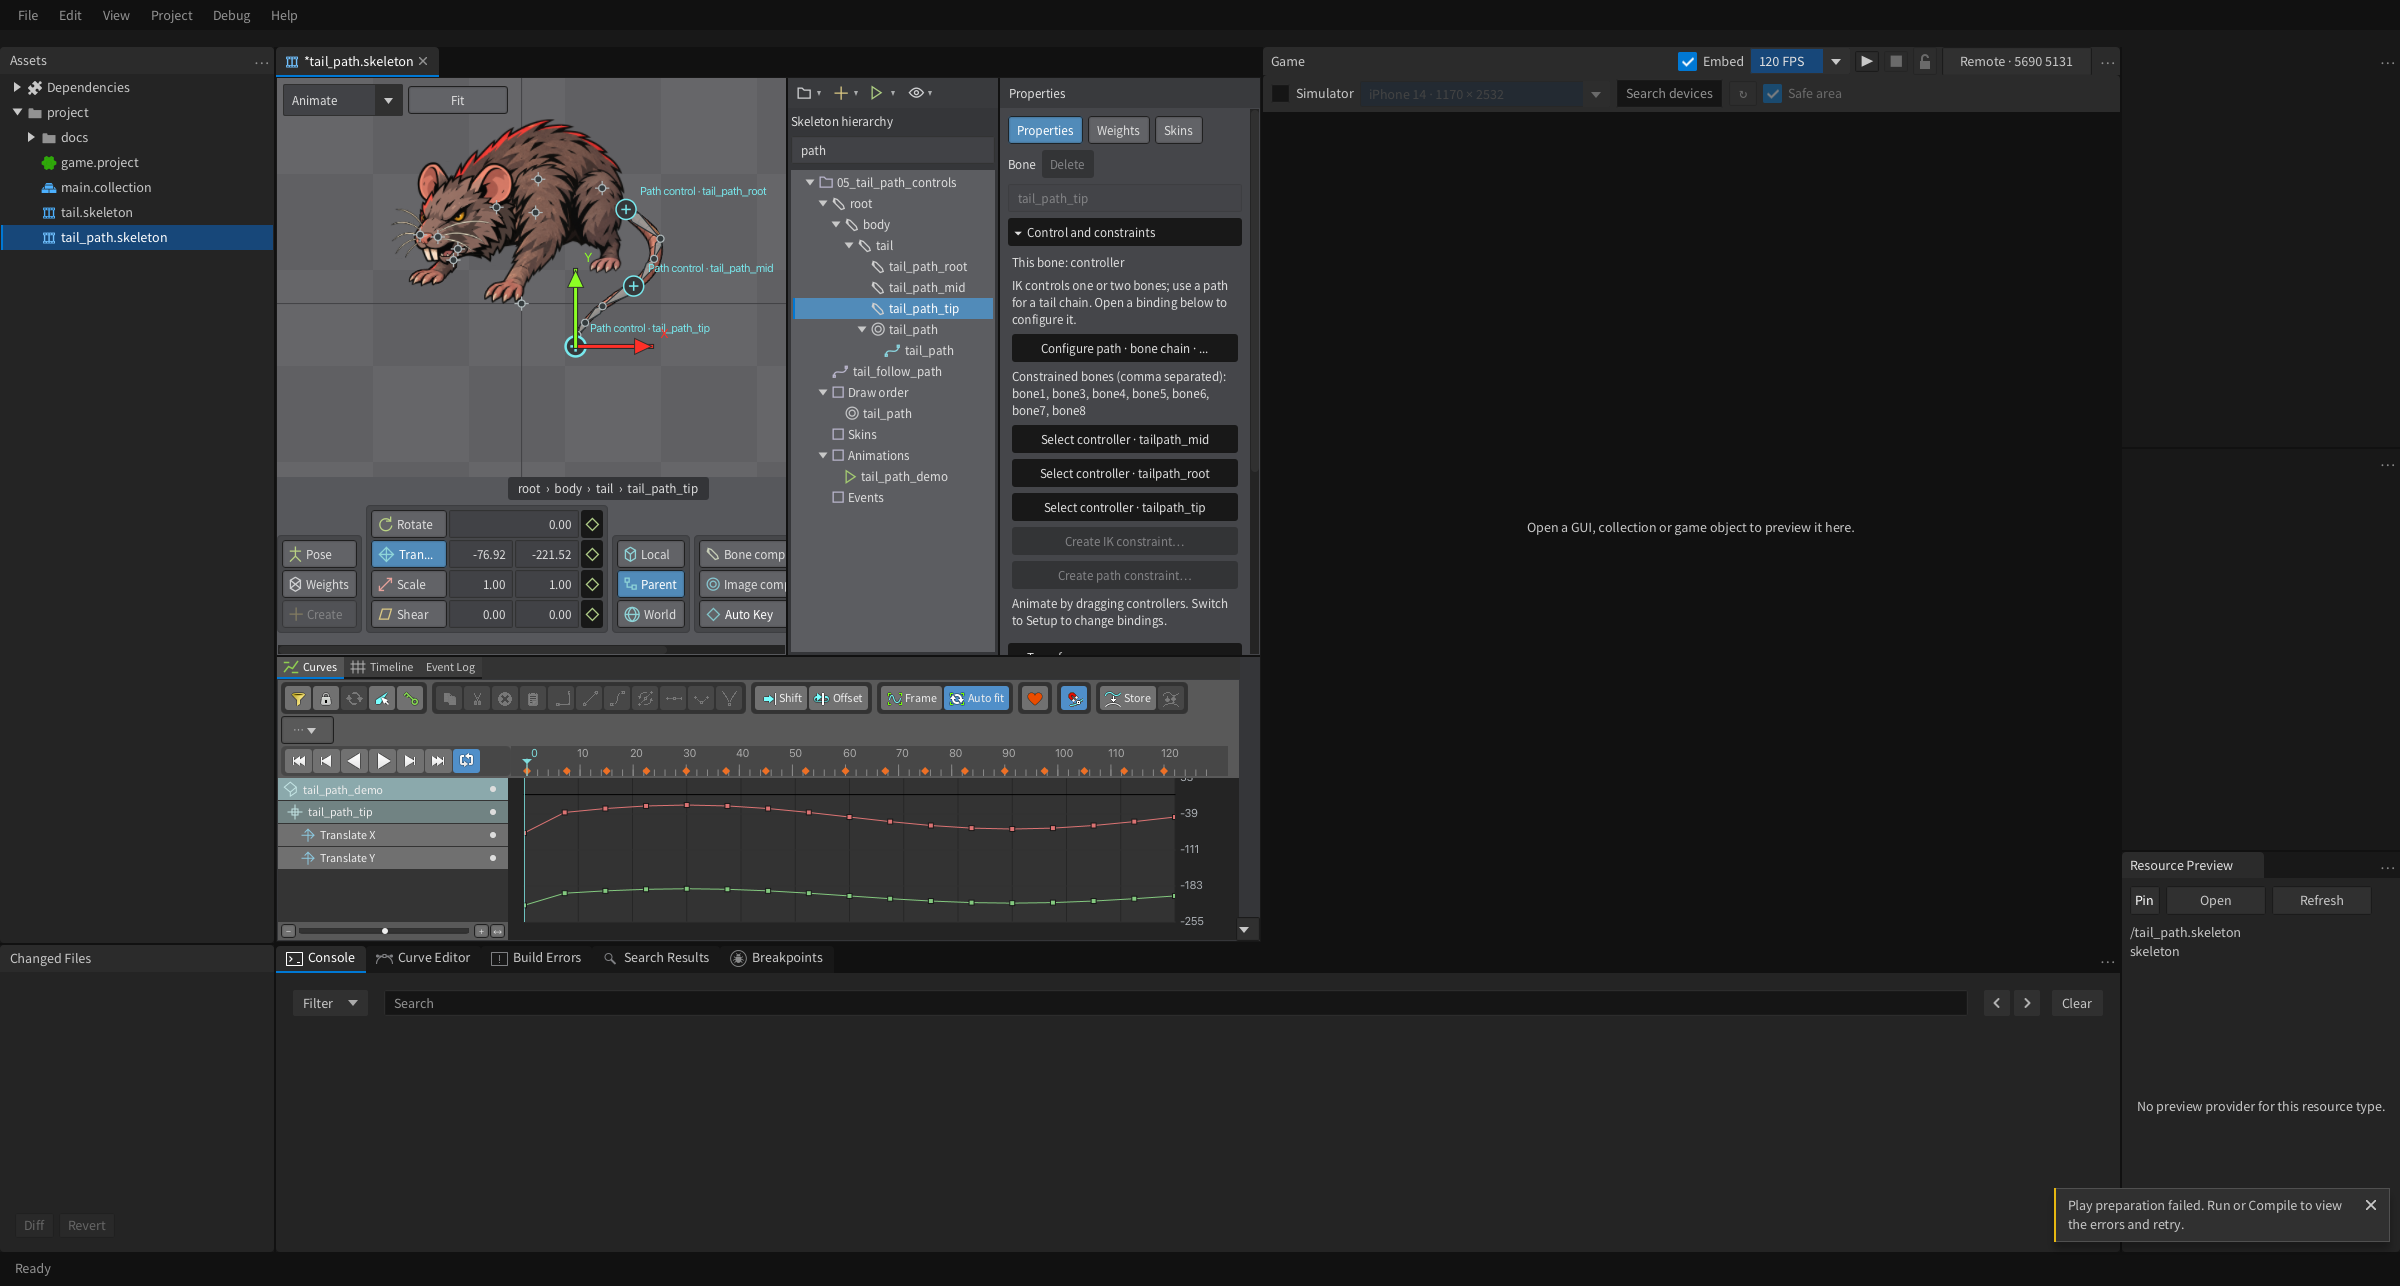 File Edit View Project Debug Help
Assets
Dependencies
project
docs
game.project
main.collection
tail.skeleton
tail_path.skeleton
Changed Files
Diff Revert
Ready
*tail_path.skeleton
Animate
Fit
Path control · tail_path_root
Path control · tail_path_mid
Path control · tail_path_tip
Y
X
root › body › tail › tail_path_tip
Pose
Weights
Create
Rotate 0.00
Tran... -76.92 -221.52
Scale 1.00 1.00
Shear 0.00 0.00
Local
Parent
World
Bone comp
Image com
Auto Key
Skeleton hierarchy
path
05_tail_path_controls
root
body
tail
tail_path_root
tail_path_mid
tail_path_tip
tail_path
tail_path
tail_follow_path
Draw order
tail_path
Skins
Animations
tail_path_demo
Events
Properties
Properties Weights Skins
Bone Delete
tail_path_tip
Control and constraints
This bone: controller
IK controls one or two bones; use a path
for a tail chain. Open a binding below to
configure it.
Configure path · bone chain · ...
Constrained bones (comma separated):
bone1, bone3, bone4, bone5, bone6,
bone7, bone8
Select controller · tailpath_mid
Select controller · tailpath_root
Select controller · tailpath_tip
Create IK constraint...
Create path constraint...
Animate by dragging controllers. Switch
to Setup to change bindings.
Curves Timeline Event Log
Shift Offset Frame Auto fit Store
0 10 20 30 40 50 60 70 80 90 100 110 120
tail_path_demo
tail_path_tip
Translate X
Translate Y
-39
-111
-183
-255
Console Curve Editor Build Errors Search Results Breakpoints
Filter Search Clear
Game
Embed 120 FPS Remote · 5690 5131
Simulator iPhone 14 · 1170 × 2532 Search devices Safe area
Open a GUI, collection or game object to preview it here.
Resource Preview
Pin Open Refresh
/tail_path.skeleton
skeleton
No preview provider for this resource type.
Play preparation failed. Run or Compile to view
the errors and retry.